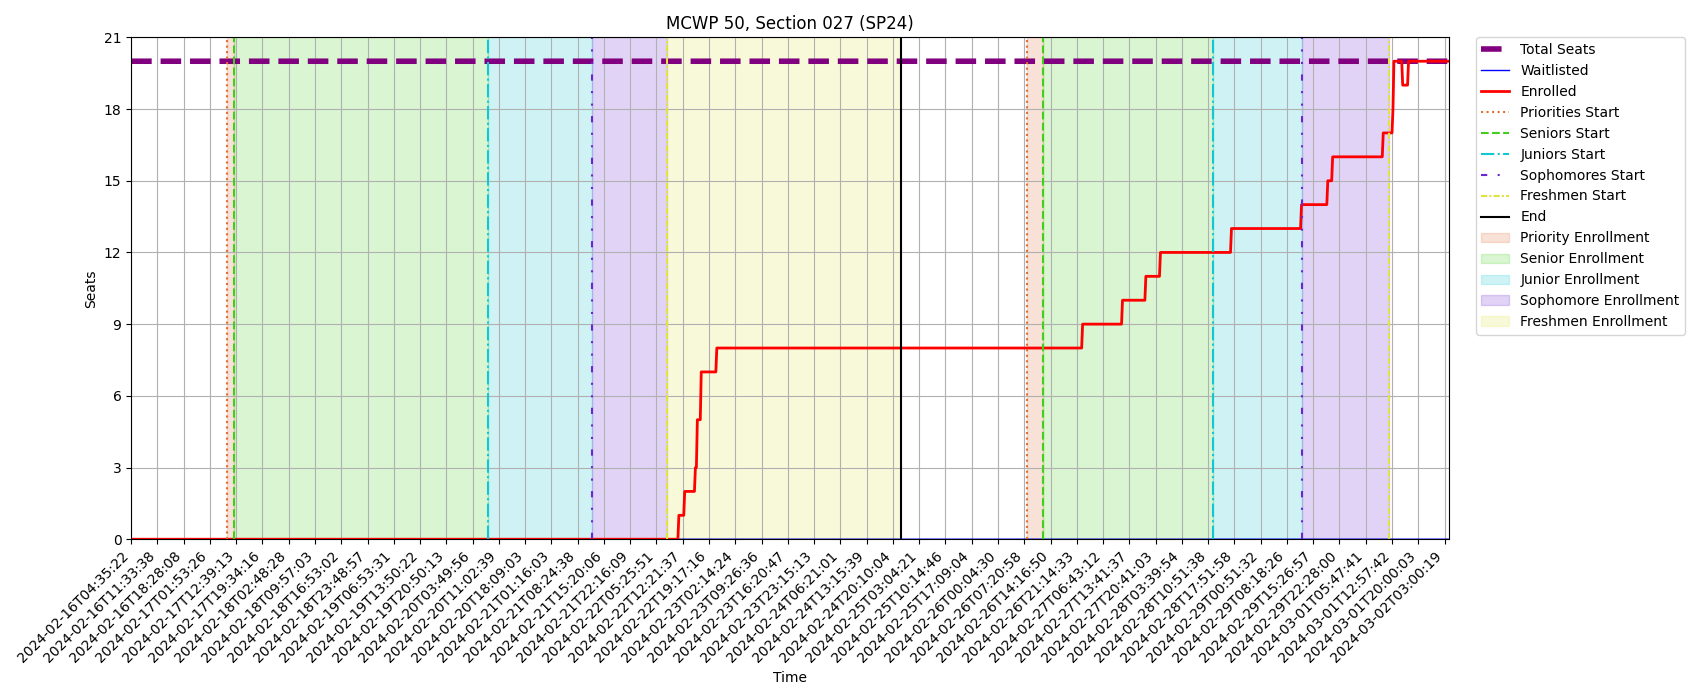 MCWP 50, Section 027 (SP24)
21
18
15
12
9
6
3
0
Seats
2024-02-16T04:35:22
2024-02-16T11:33:38
2024-02-16T18:28:08
2024-02-17T01:53:26
2024-02-17T12:39:13
2024-02-17T19:34:16
2024-02-18T02:48:28
2024-02-18T09:57:03
2024-02-18T16:53:02
2024-02-18T23:48:57
2024-02-19T06:53:31
2024-02-19T13:50:22
2024-02-19T20:50:13
2024-02-20T03:49:56
2024-02-20T11:02:39
2024-02-20T18:09:03
2024-02-21T01:16:03
2024-02-21T08:24:38
2024-02-21T15:20:06
2024-02-21T22:16:09
2024-02-22T05:25:51
2024-02-22T12:21:37
2024-02-22T19:17:16
2024-02-23T02:14:24
2024-02-23T09:26:36
2024-02-23T16:20:47
2024-02-23T23:15:13
2024-02-24T06:21:01
2024-02-24T13:15:39
2024-02-24T20:10:04
2024-02-25T03:04:21
2024-02-25T10:14:46
2024-02-25T17:09:04
2024-02-26T00:04:30
2024-02-26T07:20:58
2024-02-26T14:16:50
2024-02-26T21:14:33
2024-02-27T06:43:12
2024-02-27T13:41:37
2024-02-27T20:41:03
2024-02-28T03:39:54
2024-02-28T10:51:38
2024-02-28T17:51:58
2024-02-29T00:51:32
2024-02-29T08:18:26
2024-02-29T15:26:57
2024-02-29T22:28:00
2024-03-01T05:47:41
2024-03-01T12:57:42
2024-03-01T20:00:03
2024-03-02T03:00:19
Time
Total Seats
Waitlisted
Enrolled
Priorities Start
Seniors Start
Juniors Start
Sophomores Start
Freshmen Start
End
Priority Enrollment
Senior Enrollment
Junior Enrollment
Sophomore Enrollment
Freshmen Enrollment